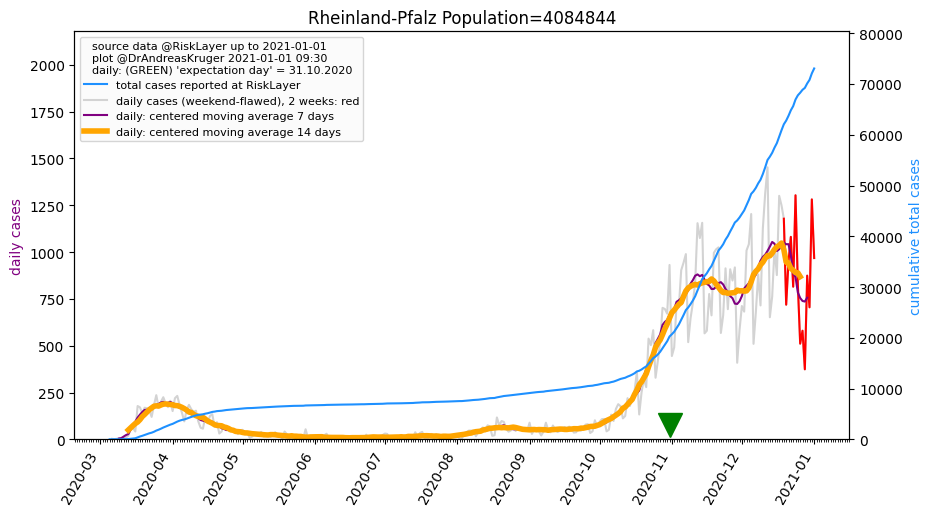 Rheinland-Pfalz Population=4084844
source data @RiskLayer up to 2021-01-01
plot @DrAndreasKruger 2021-01-01 09:30
daily: (GREEN) 'expectation day' = 31.10.2020
total cases reported at RiskLayer
daily cases (weekend-flawed), 2 weeks: red
daily: centered moving average 7 days
daily: centered moving average 14 days
daily cases
2000
1750
1500
1250
1000
750
500
250
0
80000
70000
60000
50000
40000
30000
20000
10000
0
cumulative total cases
2020-03
2020-04
2020-05
2020-06
2020-07
2020-08
2020-09
2020-10
2020-11
2020-12
2021-01